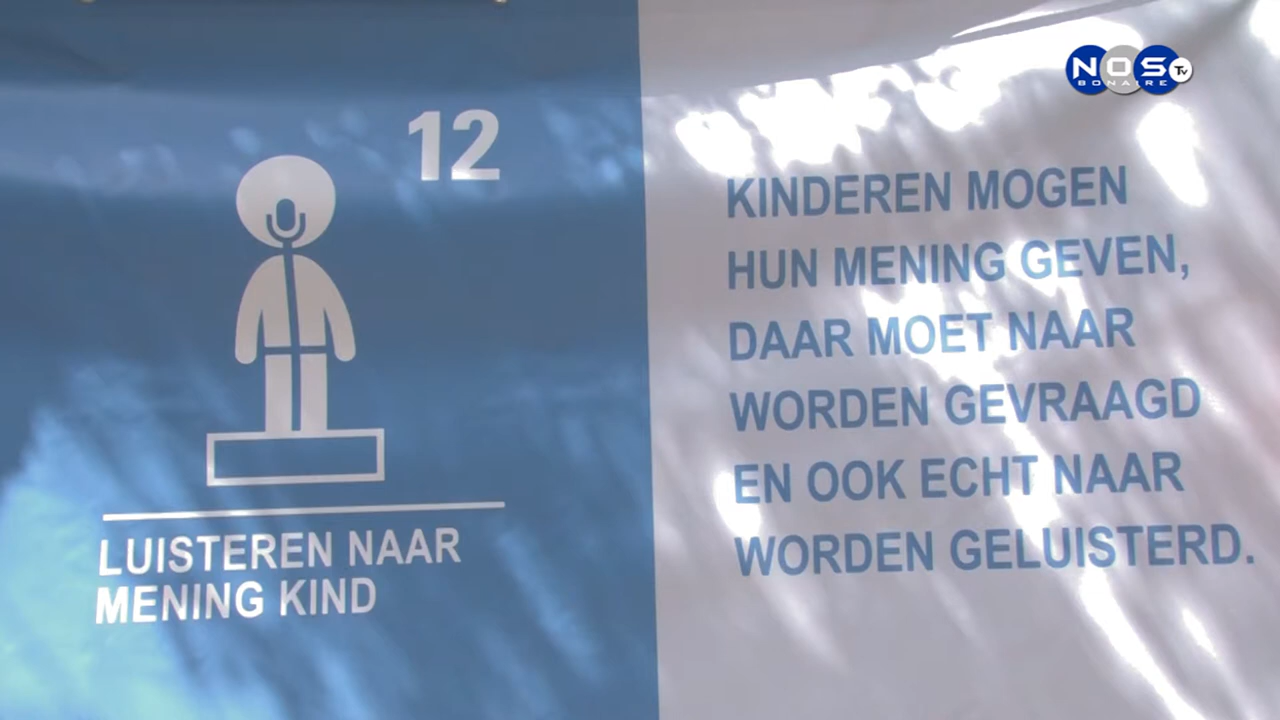 NOS TV
BONAIRE
12
LUISTEREN NAAR
MENING KIND
KINDEREN MOGEN
HUN MENING GEVEN,
DAAR MOET NAAR
WORDEN GEVRAAGD
EN OOK ECHT NAAR
WORDEN GELUISTERD.